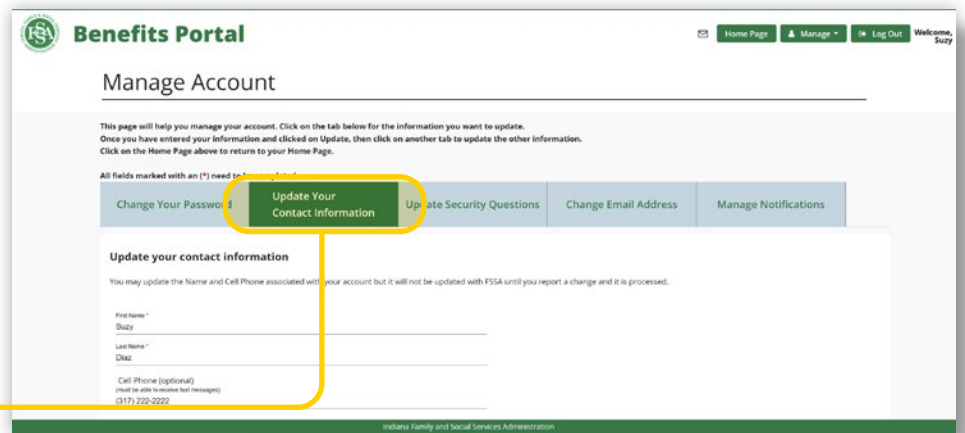 FSSA
Benefits Portal
Home Page
Manage
Log Out
Welcome,
Suzy
Manage Account
This page will help you manage your account. Click on the tab below for the information you want to update.
Once you have entered your information and clicked on Update, then click on another tab to update the other information.
Click on the Home Page above to return to your Home Page.
All fields marked with an (*) need to be completed
Change Your Password
Update Your
Contact Information
Update Security Questions
Change Email Address
Manage Notifications
Update your contact information
You may update the Name and Cell Phone associated with your account but it will not be updated with FSSA until you report a change and it is processed.
First Name *
Suzy
Last Name *
Diaz
Cell Phone (optional)
(must be able to receive text messages)
(317) 222-2222
Indiana Family and Social Services Administration